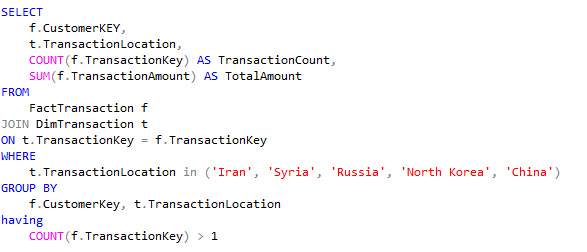 SELECT
f.CustomerKEY,
t.TransactionLocation,
COUNT(f.TransactionKey) AS TransactionCount,
SUM(f.TransactionAmount) AS TotalAmount
FROM
FactTransaction f
JOIN DimTransaction t
ON t.TransactionKey = f.TransactionKey
WHERE
t.TransactionLocation in ('Iran', 'Syria', 'Russia', 'North Korea', 'China')
GROUP BY
f.CustomerKey, t.TransactionLocation
having
COUNT(f.TransactionKey) > 1